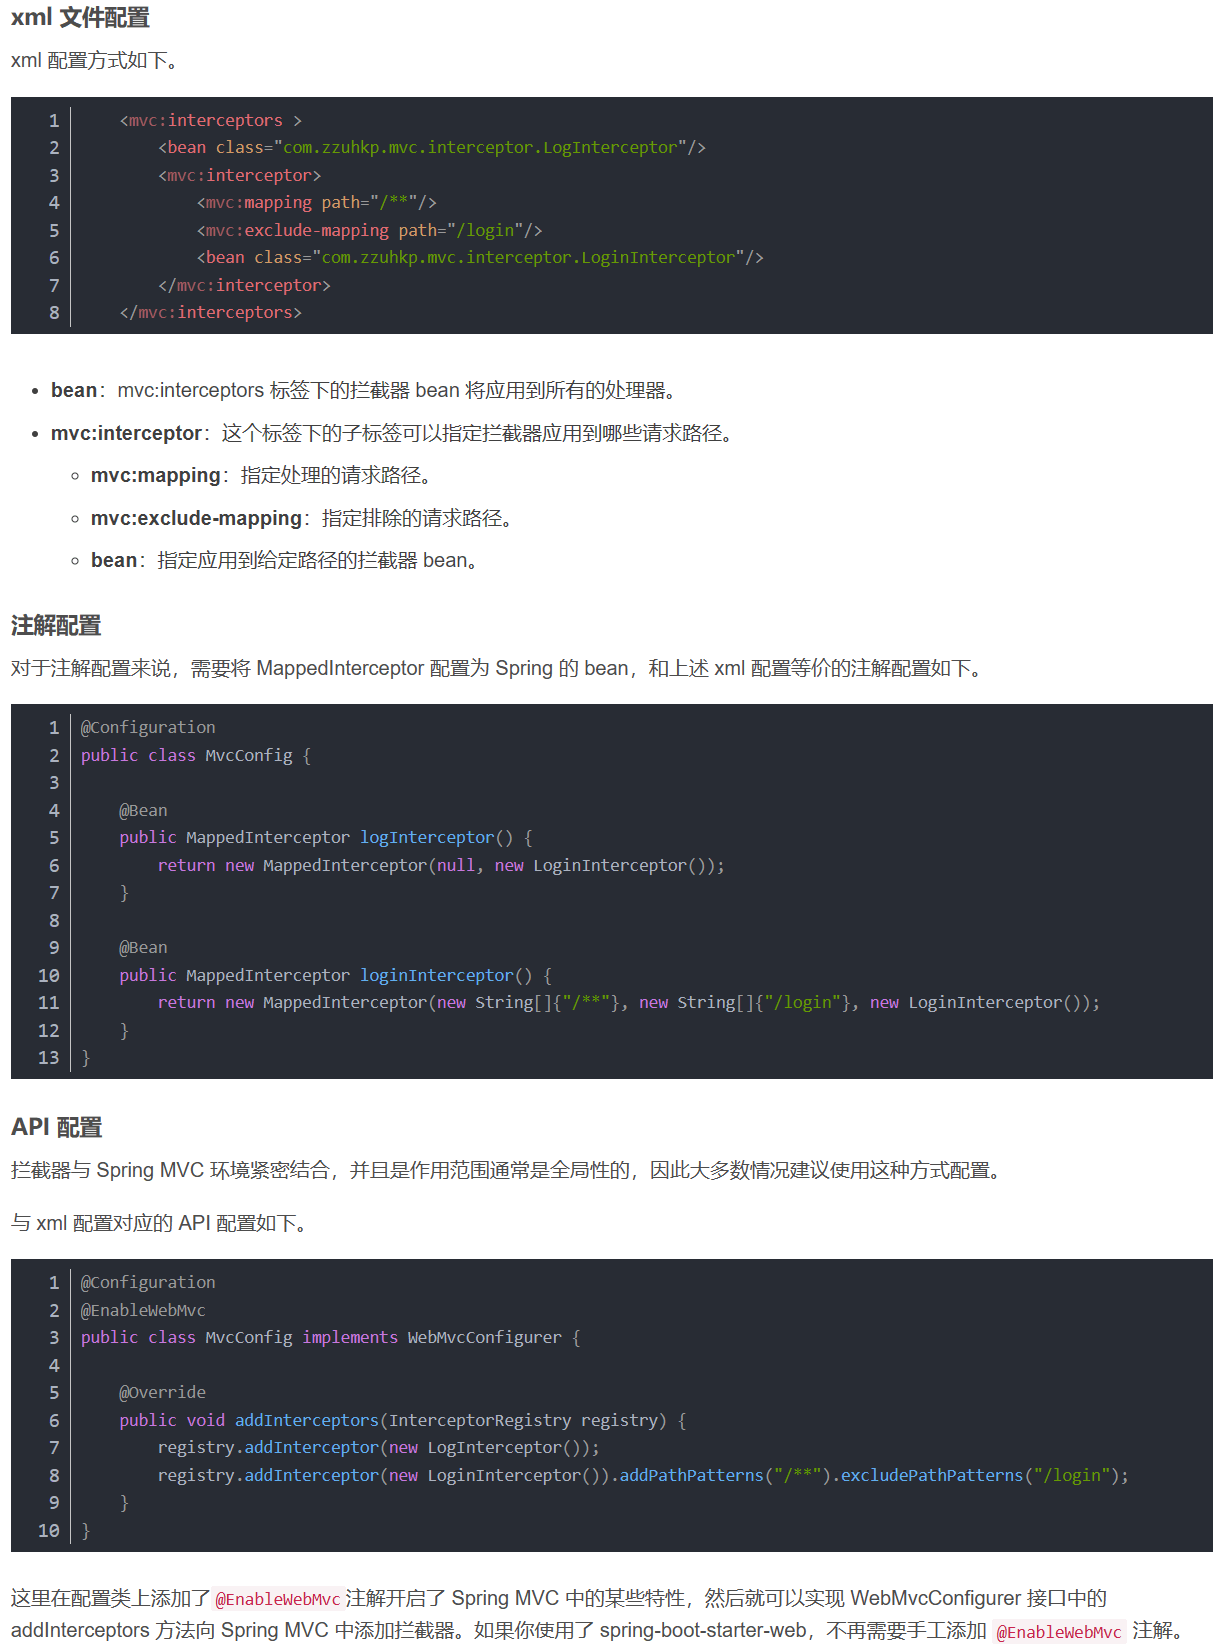 xml 文件配置
xml 配置方式如下。
1 <mvc:interceptors >
2 <bean class="com.zzuhkp.mvc.interceptor.LogInterceptor"/>
3 <mvc:interceptor>
4 <mvc:mapping path="/**"/>
5 <mvc:exclude-mapping path="/login"/>
6 <bean class="com.zzuhkp.mvc.interceptor.LoginInterceptor"/>
7 </mvc:interceptor>
8 </mvc:interceptors>
• bean：mvc:interceptors 标签下的拦截器 bean 将应用到所有的处理器。
• mvc:interceptor：这个标签下的子标签可以指定拦截器应用到哪些请求路径。
◦ mvc:mapping：指定处理的请求路径。
◦ mvc:exclude-mapping：指定排除的请求路径。
◦ bean：指定应用到给定路径的拦截器 bean。
注解配置
对于注解配置来说，需要将 MappedInterceptor 配置为 Spring 的 bean，和上述 xml 配置等价的注解配置如下。
1 @Configuration
2 public class MvcConfig {
3
4 @Bean
5 public MappedInterceptor logInterceptor() {
6 return new MappedInterceptor(null, new LoginInterceptor());
7 }
8
9 @Bean
10 public MappedInterceptor loginInterceptor() {
11 return new MappedInterceptor(new String[]{"/**"}, new String[]{"/login"}, new LoginInterceptor());
12 }
13 }
API 配置
拦截器与 Spring MVC 环境紧密结合，并且是作用范围通常是全局性的，因此大多数情况建议使用这种方式配置。
与 xml 配置对应的 API 配置如下。
1 @Configuration
2 @EnableWebMvc
3 public class MvcConfig implements WebMvcConfigurer {
4
5 @Override
6 public void addInterceptors(InterceptorRegistry registry) {
7 registry.addInterceptor(new LogInterceptor());
8 registry.addInterceptor(new LoginInterceptor()).addPathPatterns("/**").excludePathPatterns("/login");
9 }
10 }
这里在配置类上添加了 @EnableWebMvc 注解开启了 Spring MVC 中的某些特性，然后就可以实现 WebMvcConfigurer 接口中的
addInterceptors 方法向 Spring MVC 中添加拦截器。如果你使用了 spring-boot-starter-web，不再需要手工添加 @EnableWebMvc 注解。